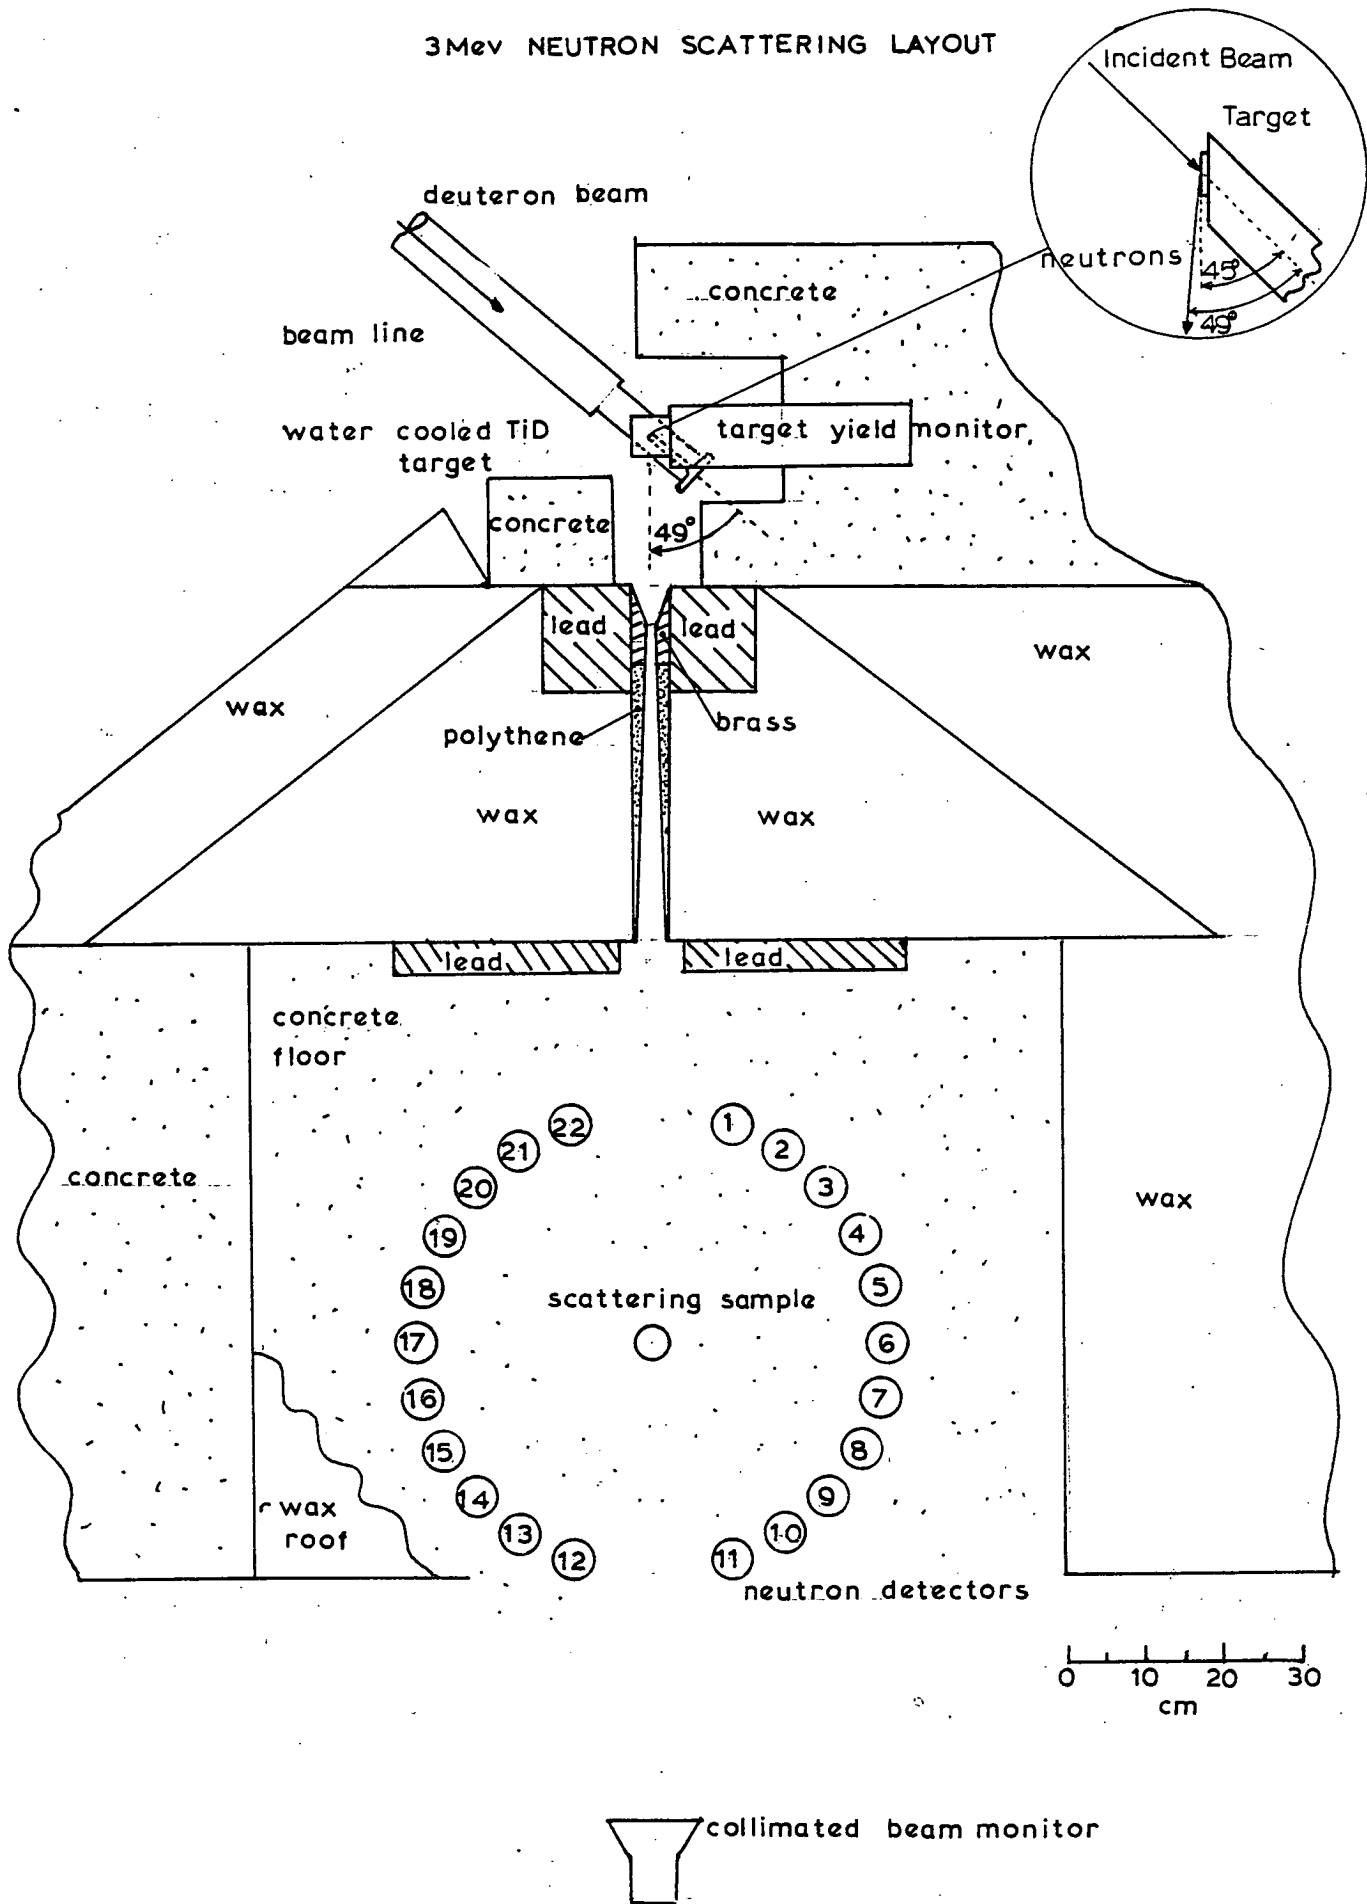 3Mev NEUTRON SCATTERING LAYOUT
Incident Beam
Target
neutrons
45°
49°
deuteron beam
concrete
beam line
water cooled TiD
target
target yield monitor
concrete
49°
lead
lead
wax
wax
polythene
brass
wax
wax
lead
lead
concrete
floor
concrete
wax
22
1
21
2
20
3
19
4
18
5
scattering sample
17
6
16
7
15
8
14
9
wax
roof
13
10
12
11
neutron detectors
0
10
20
30
cm
collimated beam monitor